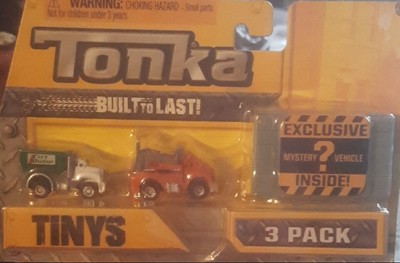 WARNING: CHOKING HAZARD - Small parts
Not for children under 3 years.
Tonka
BUILT TO LAST!
EXCLUSIVE
MYSTERY ? VEHICLE
INSIDE!
TINYS
3 PACK